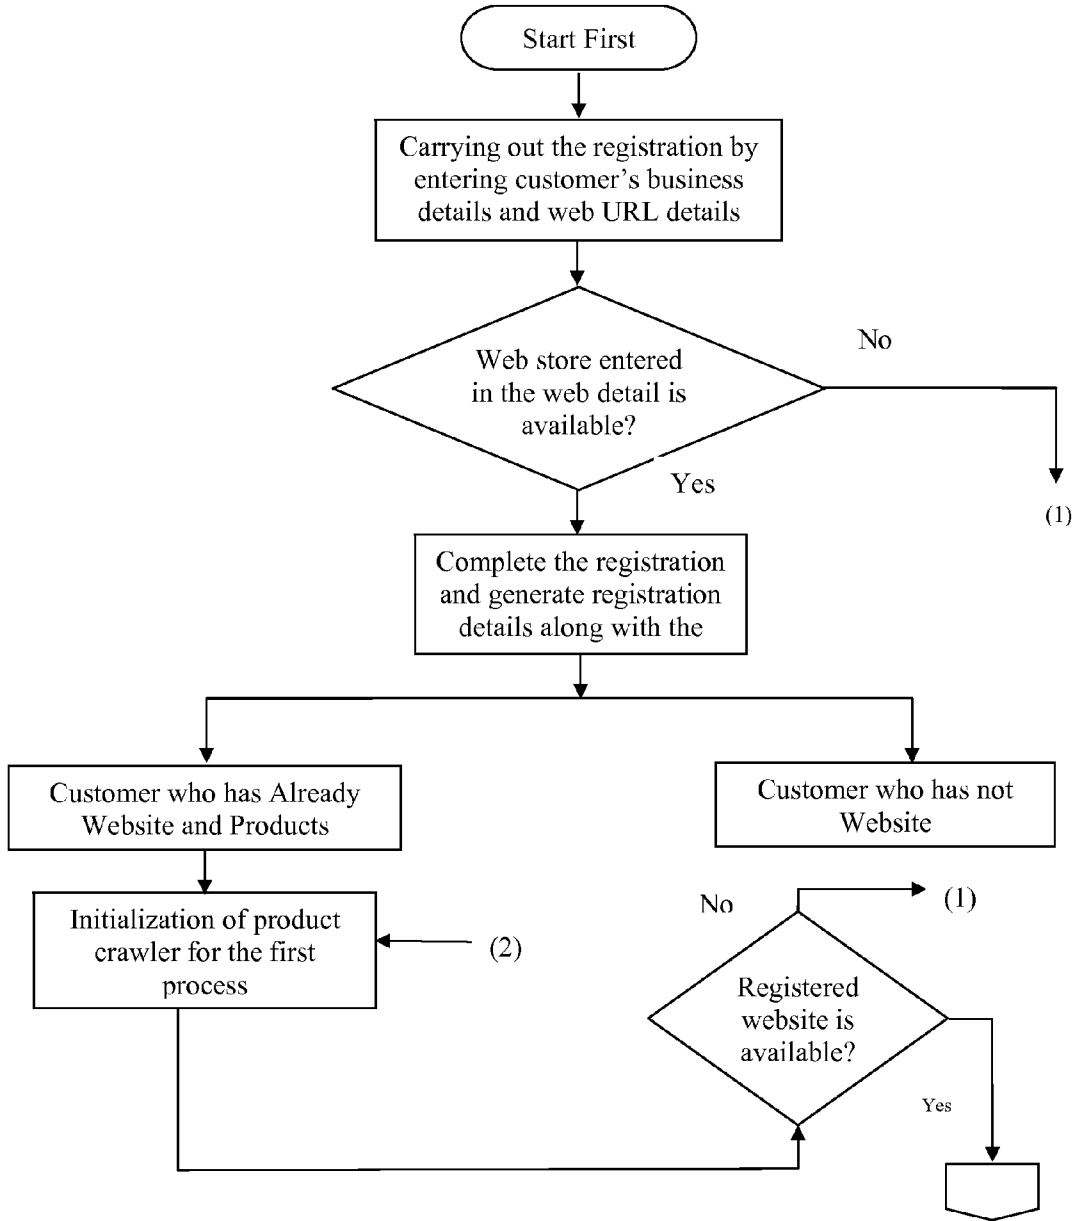 Start First
Carrying out the registration by
entering customer’s business
details and web URL details
No
Web store entered
in the web detail is
available?
Yes
(1)
Complete the registration
and generate registration
details along with the
Customer who has Already
Website and Products
Customer who has not
Website
No
(1)
Initialization of product
crawler for the first
process
(2)
Registered
website is
available?
Yes